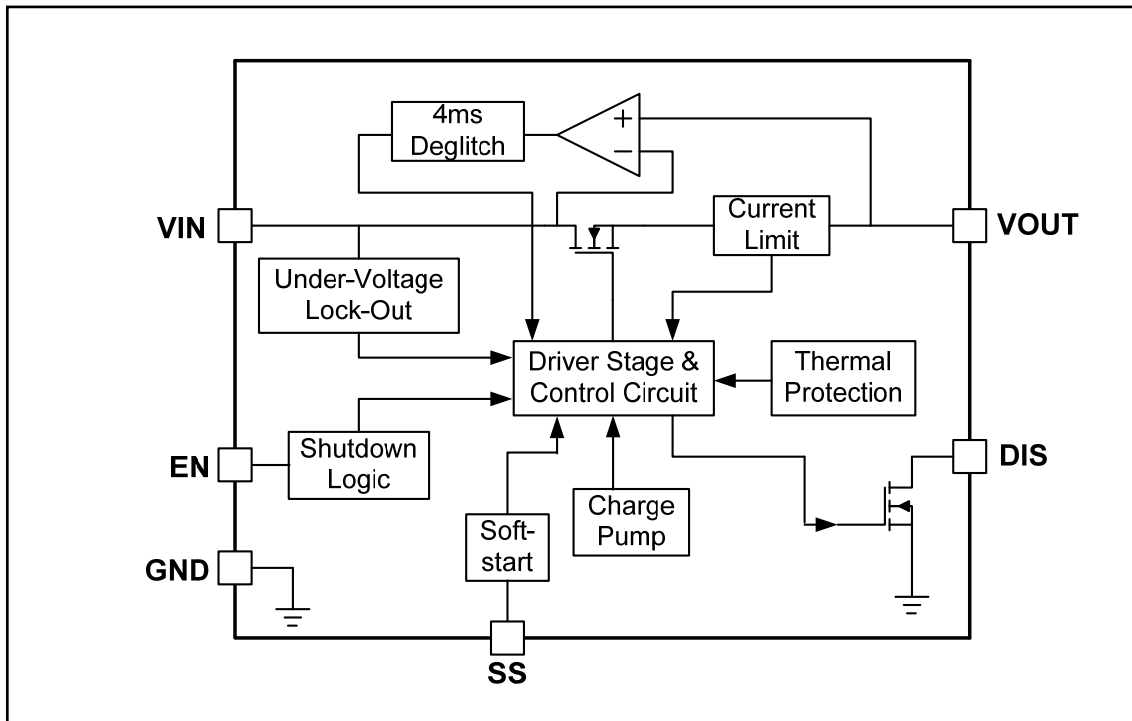 4ms
Deglitch
+
−
VIN
Current
Limit
VOUT
Under-Voltage
Lock-Out
Driver Stage &
Control Circuit
Thermal
Protection
EN
Shutdown
Logic
DIS
Charge
Pump
Soft-
start
GND
SS